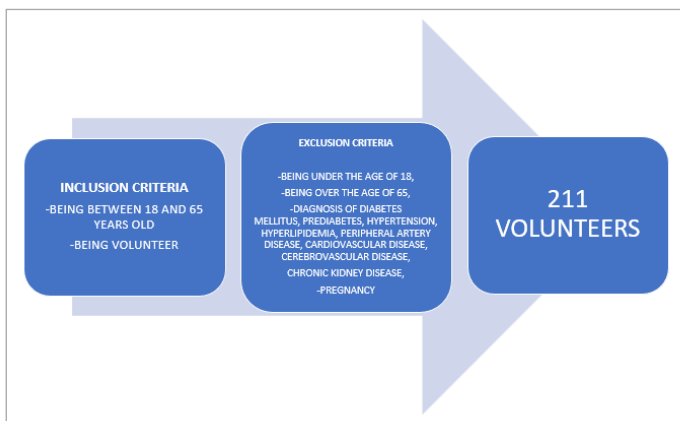 INCLUSION CRITERIA
-BEING BETWEEN 18 AND 65
YEARS OLD
-BEING VOLUNTEER
EXCLUSION CRITERIA
-BEING UNDER THE AGE OF 18,
-BEING OVER THE AGE OF 65,
-DIAGNOSIS OF DIABETES
MELLITUS, PREDIABETES, HYPERTENSION,
HYPERLIPIDEMIA, PERIPHERAL ARTERY
DISEASE, CARDIOVASCULAR DISEASE,
CEREBROVASCULAR DISEASE,
CHRONIC KIDNEY DISEASE,
-PREGNANCY
211
VOLUNTEERS